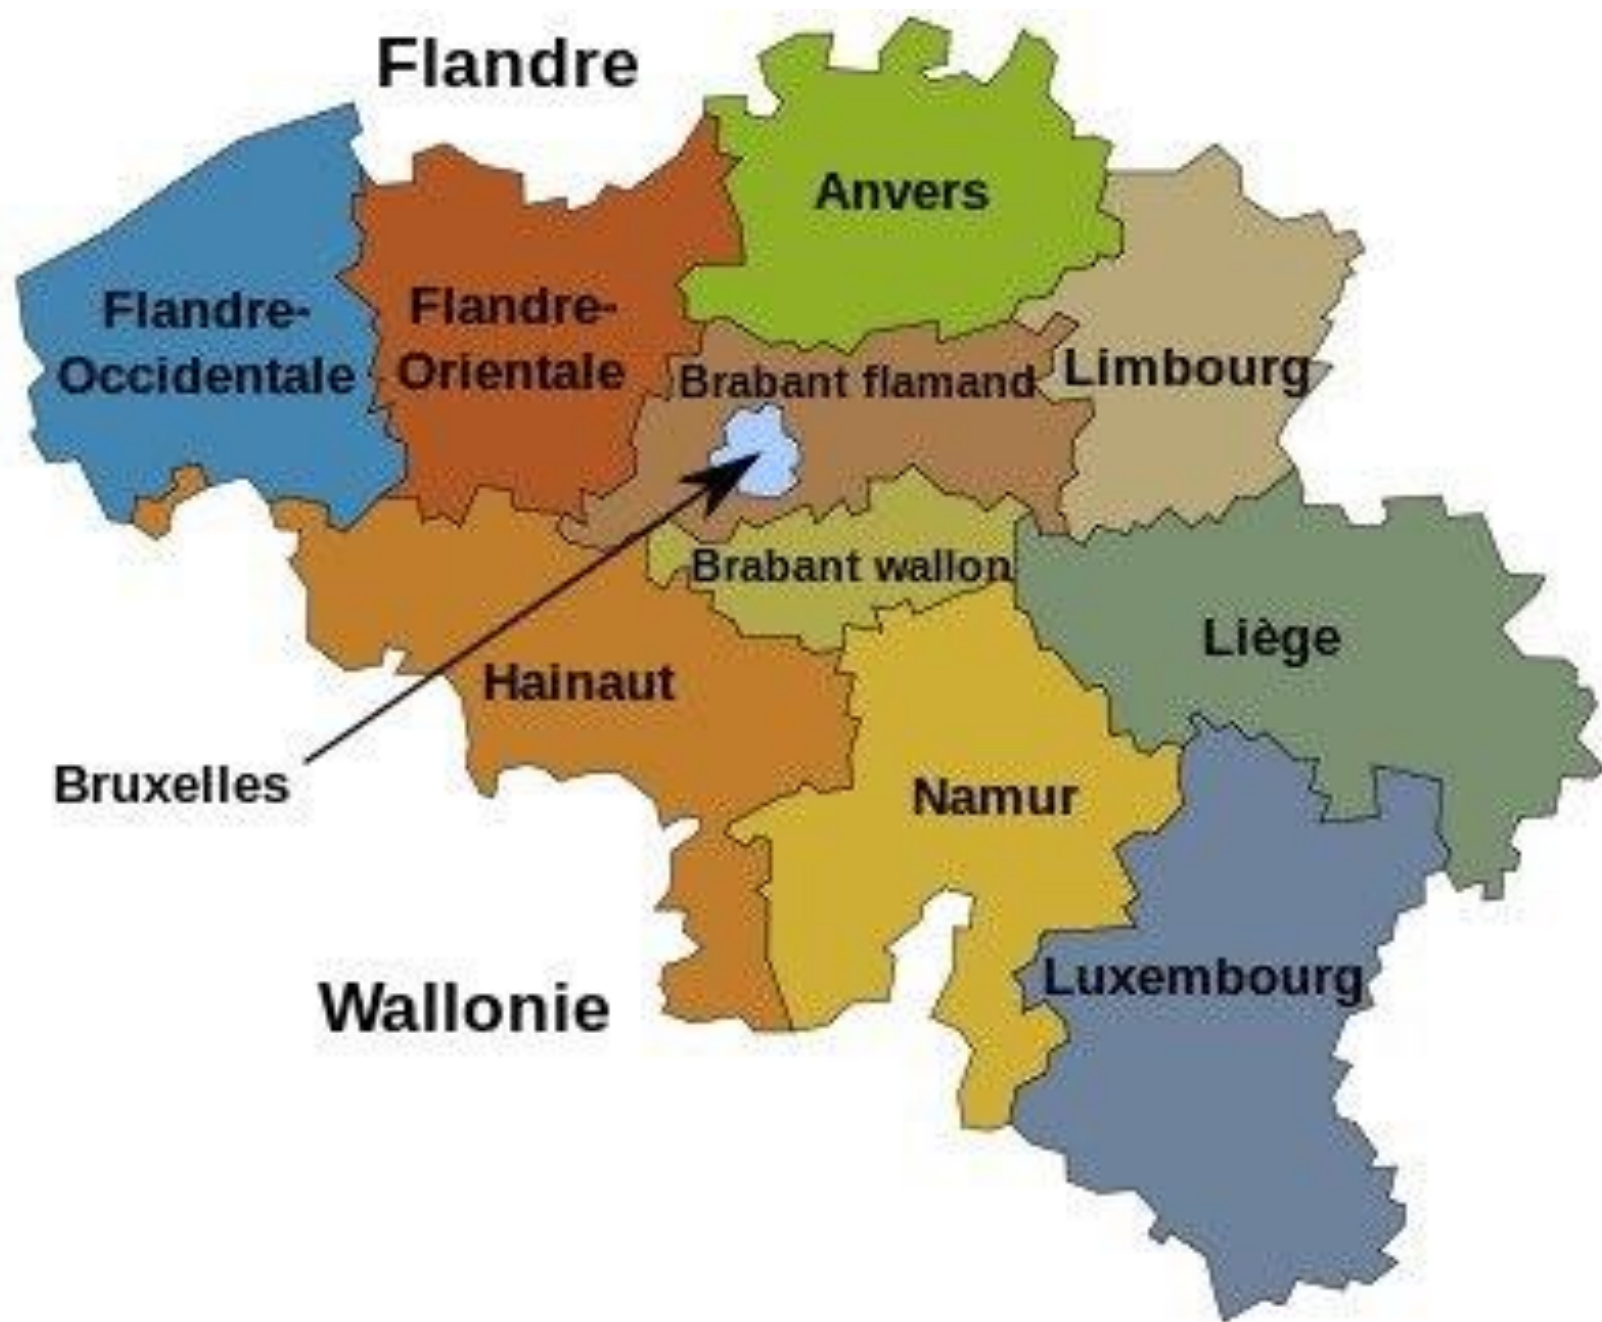 Flandre
Anvers
Flandre-
Occidentale
Flandre-
Orientale
Brabant flamand
Limbourg
Brabant wallon
Liège
Hainaut
Bruxelles
Namur
Luxembourg
Wallonie